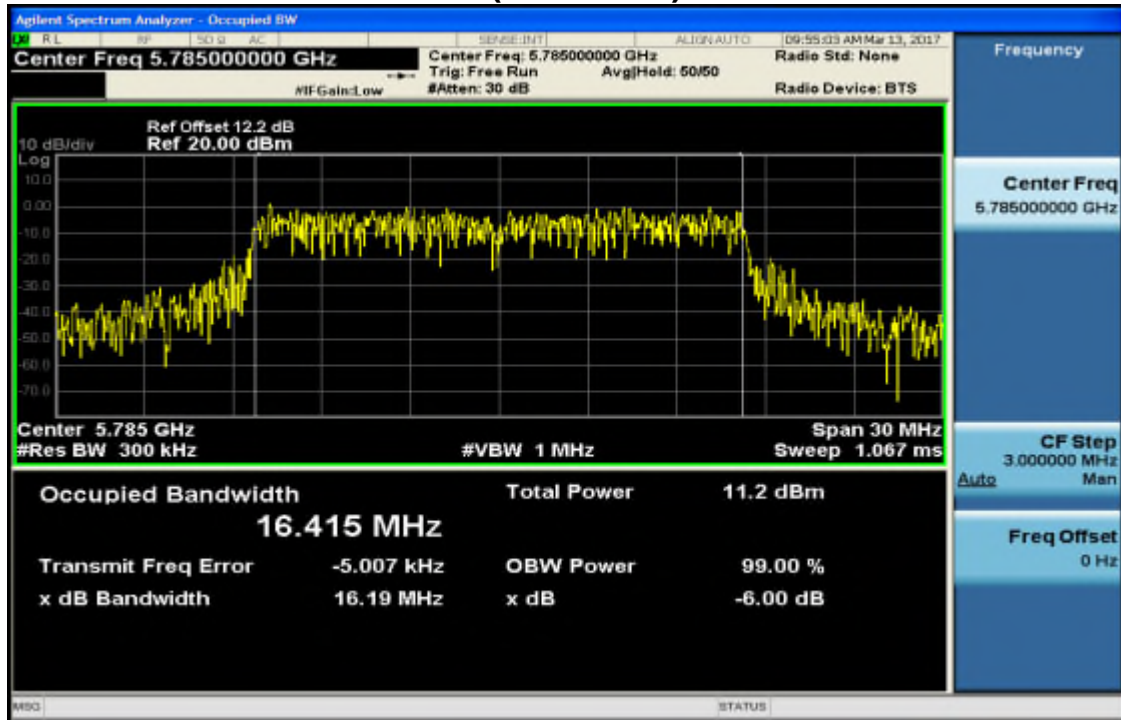 Agilent Spectrum Analyzer - Occupied BW
RL RF 50 Ω AC SENSE:INT ALIGN AUTO 09:55:03 AM Mar 13, 2017
Center Freq 5.785000000 GHz
Center Freq: 5.785000000 GHz
Radio Std: None
Frequency
Trig: Free Run Avg|Hold: 50/50
#IFGain:Low #Atten: 30 dB
Radio Device: BTS
Ref Offset 12.2 dB
10 dB/div Ref 20.00 dBm
Log
10.0
0.00
-10.0
-20.0
-30.0
-40.0
-50.0
-60.0
-70.0
Center 5.785 GHz Span 30 MHz
#Res BW 300 kHz #VBW 1 MHz Sweep 1.067 ms
Center Freq
5.785000000 GHz
CF Step
3.000000 MHz
Auto Man
Freq Offset
0 Hz
Occupied Bandwidth Total Power 11.2 dBm
16.415 MHz
Transmit Freq Error -5.007 kHz OBW Power 99.00 %
x dB Bandwidth 16.19 MHz x dB -6.00 dB
MSG STATUS